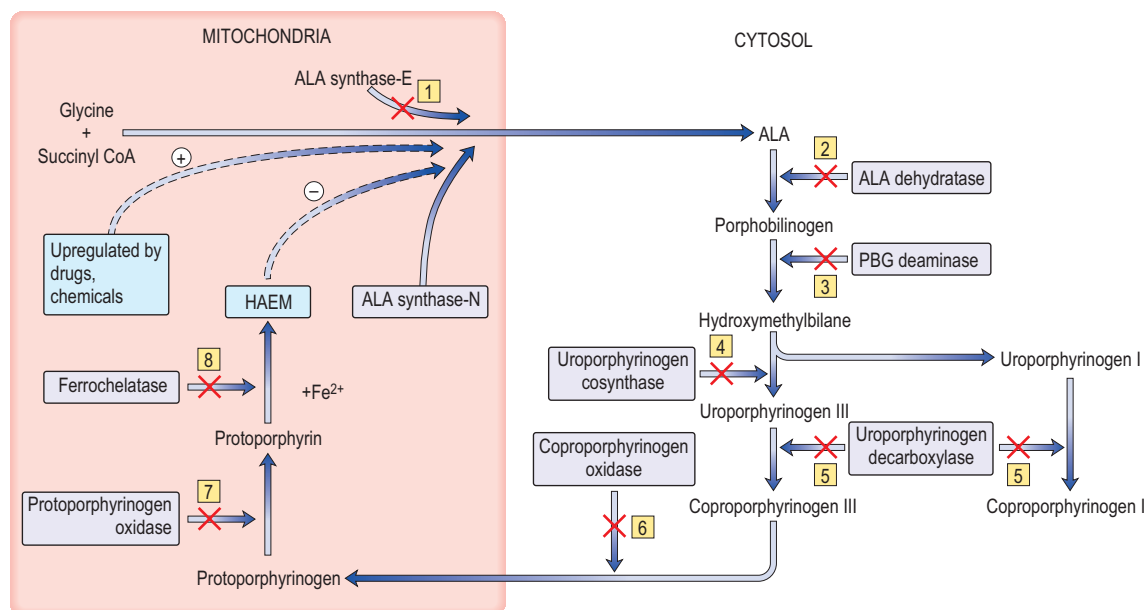 MITOCHONDRIA
CYTOSOL
ALA synthase-E
1
Glycine
+
Succinyl CoA
ALA
+
2
ALA dehydratase
−
Porphobilinogen
Upregulated by
drugs,
chemicals
HAEM
ALA synthase-N
PBG deaminase
3
Hydroxymethylbilane
8
Ferrochelatase
+Fe2+
Uroporphyrinogen
cosynthase
4
Uroporphyrinogen I
Uroporphyrinogen III
Protoporphyrin
Coproporphyrinogen
oxidase
Uroporphyrinogen
decarboxylase
5
5
7
Protoporphyrinogen
oxidase
Coproporphyrinogen III
Coproporphyrinogen I
6
Protoporphyrinogen